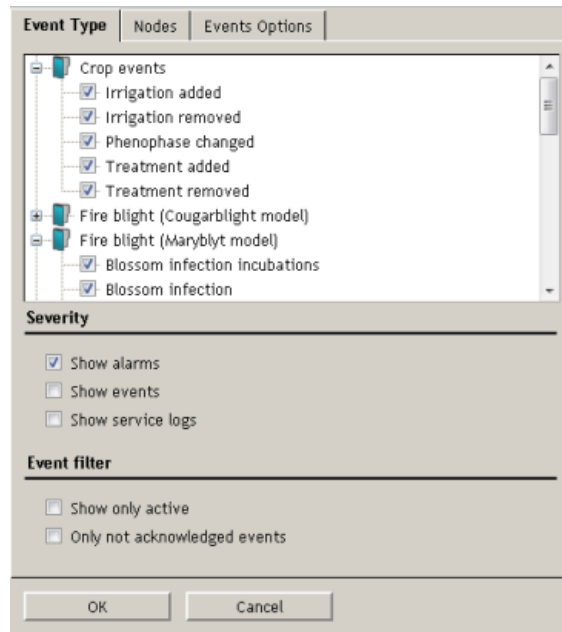 Event Type Nodes Events Options
Crop events
Irrigation added
Irrigation removed
Phenophase changed
Treatment added
Treatment removed
Fire blight (Cougarblight model)
Fire blight (Maryblyt model)
Blossom infection incubations
Blossom infection
Severity
Show alarms
Show events
Show service logs
Event filter
Show only active
Only not acknowledged events
OK Cancel